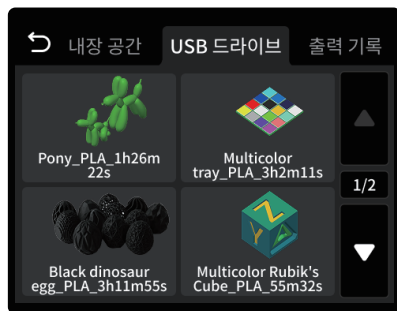 내장 공간 USB 드라이브 출력 기록
Pony_PLA_1h26m
22s
Multicolor
tray_PLA_3h2m11s
1/2
Black dinosaur
egg_PLA_3h11m55s
Multicolor Rubik's
Cube_PLA_55m32s